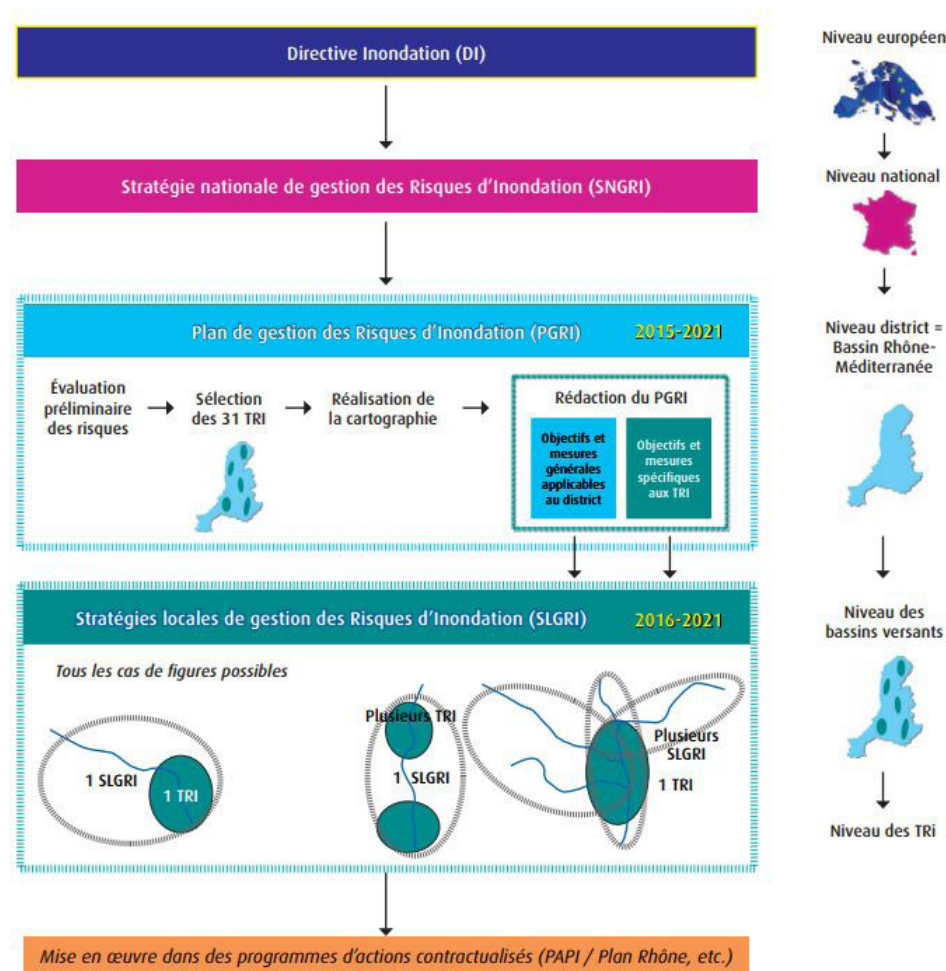 Directive Inondation (DI)
Niveau européen
Stratégie nationale de gestion des Risques d'Inondation (SNGRI)
Niveau national
Plan de gestion des Risques d'Inondation (PGRI) 2015-2021
Niveau district =
Bassin Rhône-
Méditerranée
Évaluation
préliminaire
des risques
Sélection
des 31 TRI
Réalisation de
la cartographie
Rédaction du PGRI
Objectifs et
mesures
générales
applicables
au district
Objectifs et
mesures
spécifiques
aux TRI
Stratégies locales de gestion des Risques d'Inondation (SLGRI) 2016-2021
Niveau des
bassins versants
Tous les cas de figures possibles
1 SLGRI
1 TRI
Plusieurs TRI
1 SLGRI
Plusieurs
SLGRI
1 TRI
Niveau des TRi
Mise en œuvre dans des programmes d'actions contractualisés (PAPI / Plan Rhône, etc.)